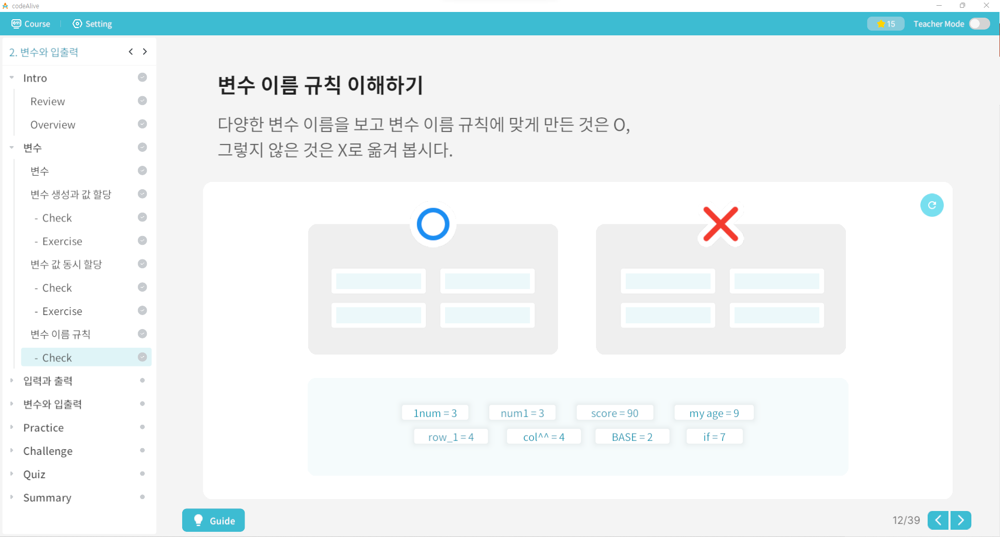 codeAlive
Course
Setting
15
Teacher Mode
2. 변수와 입출력
Intro
Review
Overview
변수
변수
변수 생성과 값 할당
- Check
- Exercise
변수 값 동시 할당
- Check
- Exercise
변수 이름 규칙
- Check
입력과 출력
변수와 입출력
Practice
Challenge
Quiz
Summary
변수 이름 규칙 이해하기
다양한 변수 이름을 보고 변수 이름 규칙에 맞게 만든 것은 O,
그렇지 않은 것은 X로 옮겨 봅시다.
1num = 3
num1 = 3
score = 90
my age = 9
row_1 = 4
col^^ = 4
BASE = 2
if = 7
Guide
12/39